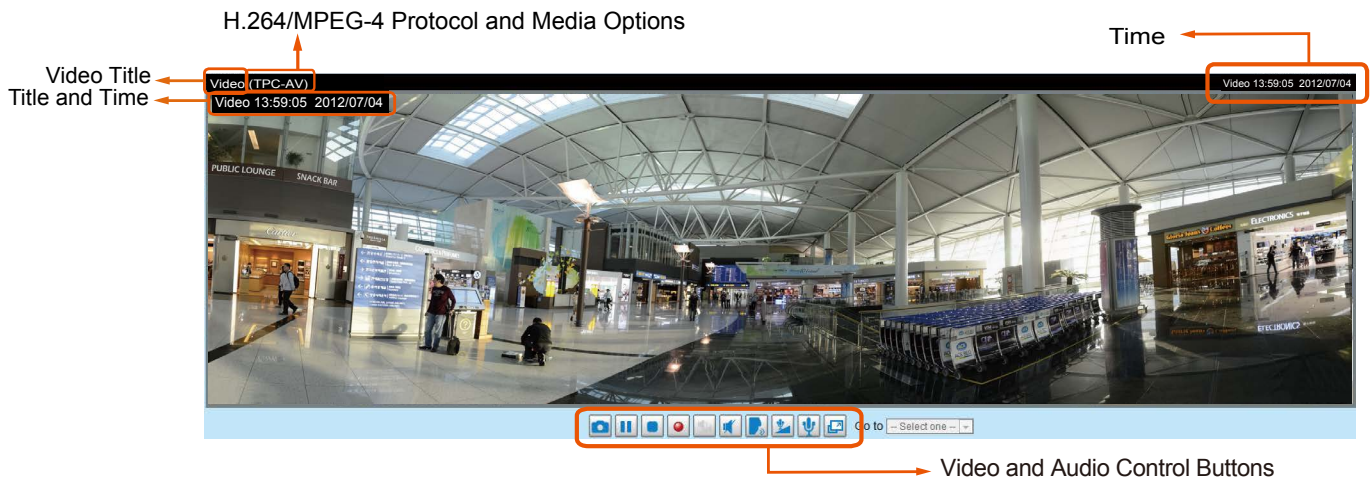 H.264/MPEG-4 Protocol and Media Options
Time
Video Title
Video (TPC-AV)
Video 13:59:05 2012/07/04
Title and Time
Video 13:59:05 2012/07/04
PUBLIC LOUNGE SNACK BAR
Cartier
ELECTRONICS
Go to -- Select one --
Video and Audio Control Buttons